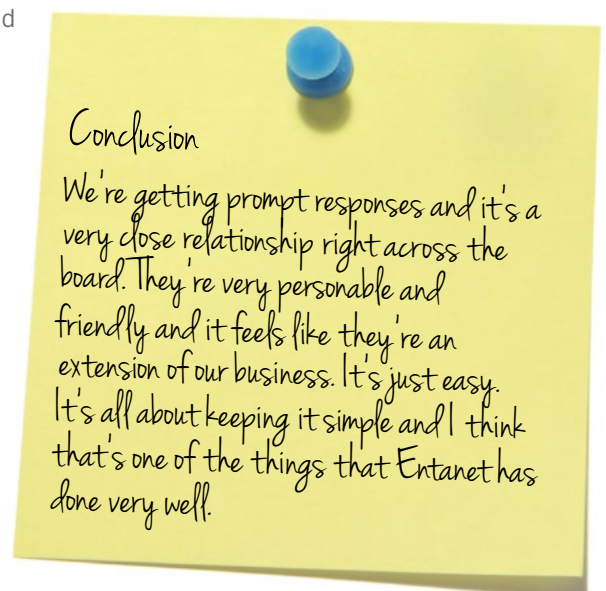 d
Conclusion
We're getting prompt responses and it's a
very close relationship right across the
board. They're very personable and
friendly and it feels like they're an
extension of our business. It's just easy.
It's all about keeping it simple and I think
that's one of the things that Entanet has
done very well.